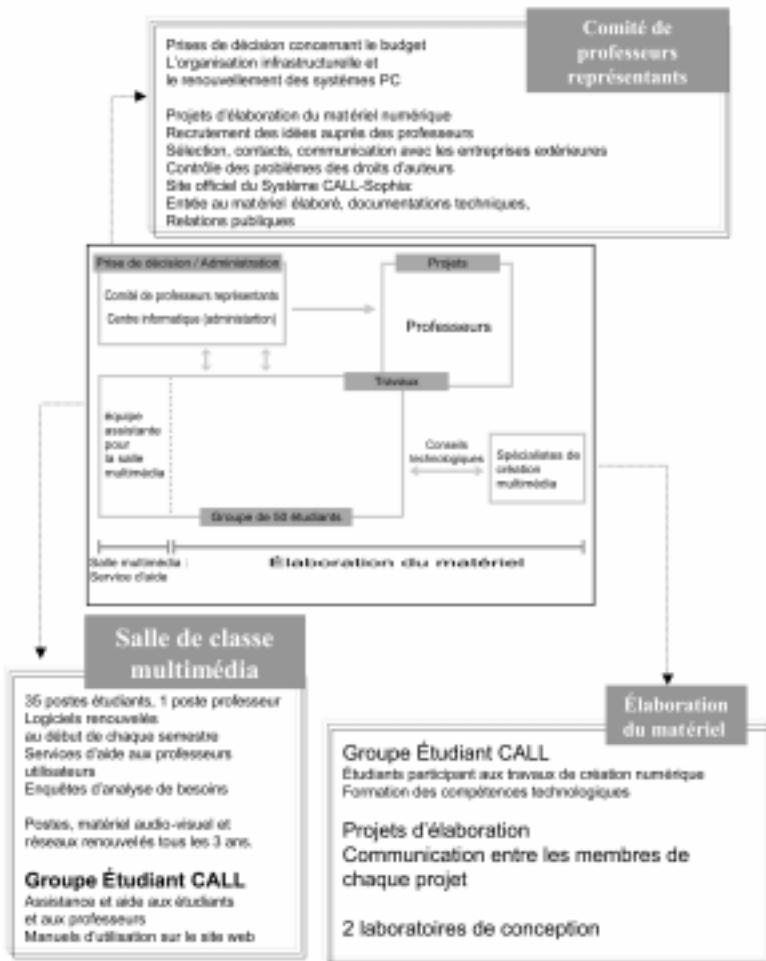 Comité de
professeurs
représentants
Prises de décision concernant le budget
L'organisation infrastructurelle et
le renouvellement des systèmes PC
Projets d'élaboration du matériel numérique
Recrutement des idées auprès des professeurs
Sélection, contacts, communication avec les entreprises extérieures
Contrôle des problèmes des droits d'auteurs
Site officiel du Système CALL-Sophia:
Entée au matériel élaboré, documentations techniques,
Relations publiques
Prise de décision / Administration
Comité de professeurs représentants
Centre informatique (administartion)
Projets
Professeurs
Travaux
équipe
assistante
pour
la salle
multimédia
Conseils
technologiques
Spécialistes de
création
multimédia
Groupe de 50 étudiants
Salle multimédia :
Service d'aide
Élaboration du matériel
Salle de classe
multimédia
35 postes étudiants, 1 poste professeur
Logiciels renouvelés
au début de chaque semestre
Services d'aide aux professeurs
utilisateurs
Enquêtes d'analyse de besoins
Postes, matériel audio-visuel et
réseaux renouvelés tous les 3 ans.
Groupe Étudiant CALL
Assistance et aide aux étudiants
et aux professeurs
Manuels d'utilisation sur le site web
Élaboration
du matériel
Groupe Étudiant CALL
Étudiants participant aux travaux de création numérique
Formation des compétences technologiques
Projets d'élaboration
Communication entre les membres de
chaque projet
2 laboratoires de conception